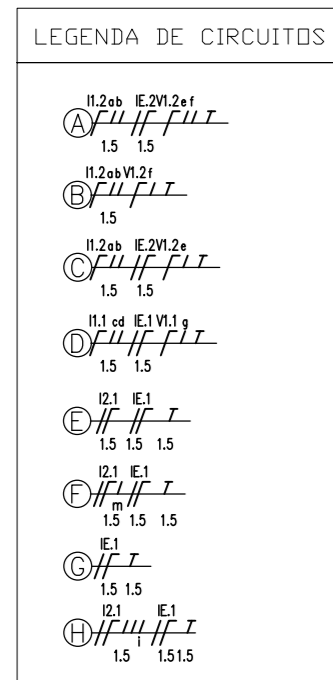 LEGENDA DE CIRCUITOS
I1.2ab IE.2V1.2ef
A
1.5 1.5
I1.2abV1.2f
B
1.5
I1.2ab IE.2V1.2e
C
1.5 1.5
I1.1 cd IE.1 V1.1 g
D
1.5 1.5
I2.1 IE.1
E
1.5 1.5 1.5
I2.1 IE.1
F
m
1.5 1.5 1.5
IE.1
G
1.5 1.5
I2.1 IE.1
H
i
1.5 1.5 1.5